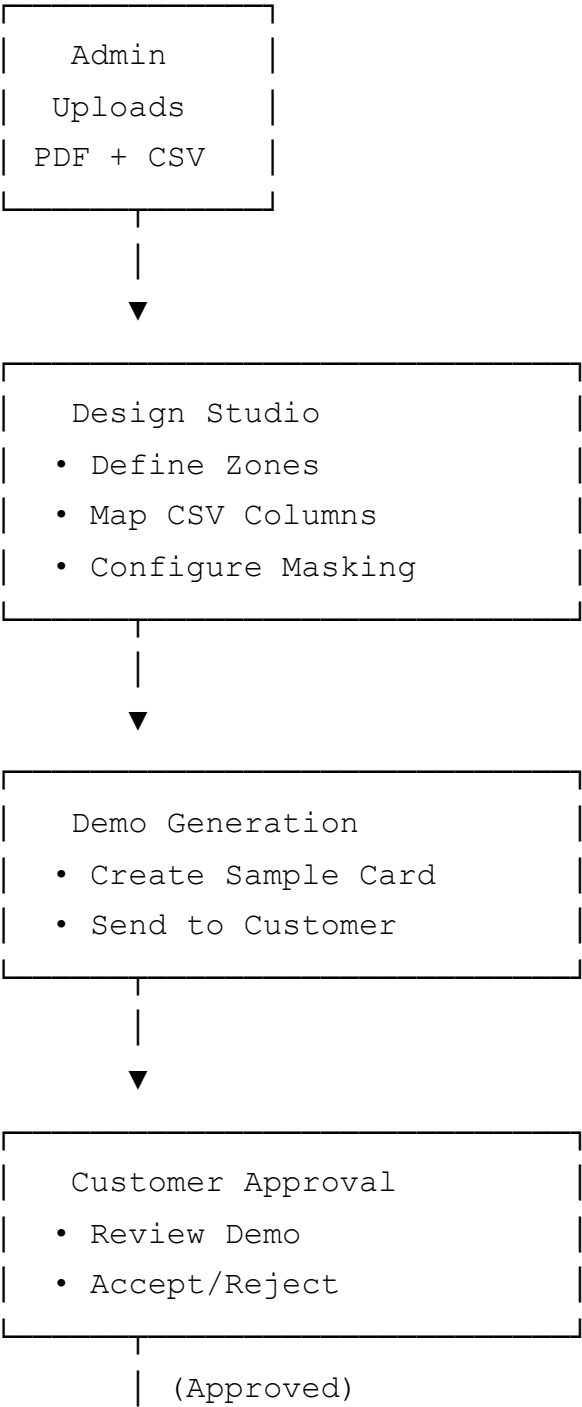 Admin
Uploads
PDF + CSV
▼
Design Studio
• Define Zones
• Map CSV Columns
• Configure Masking
▼
Demo Generation
• Create Sample Card
• Send to Customer
▼
Customer Approval
• Review Demo
• Accept/Reject
(Approved)